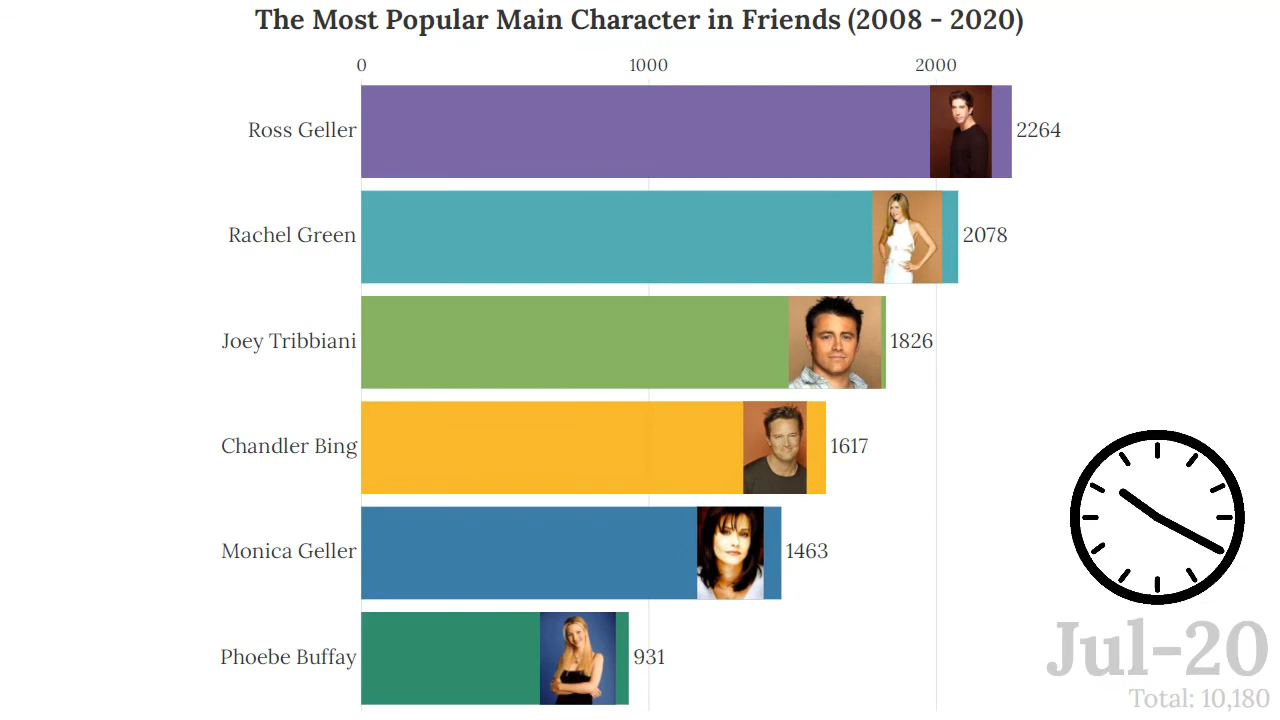 The Most Popular Main Character in Friends (2008 - 2020)
0 1000 2000
Ross Geller 2264
Rachel Green 2078
Joey Tribbiani 1826
Chandler Bing 1617
Monica Geller 1463
Phoebe Buffay 931
Jul-20
Total: 10,180